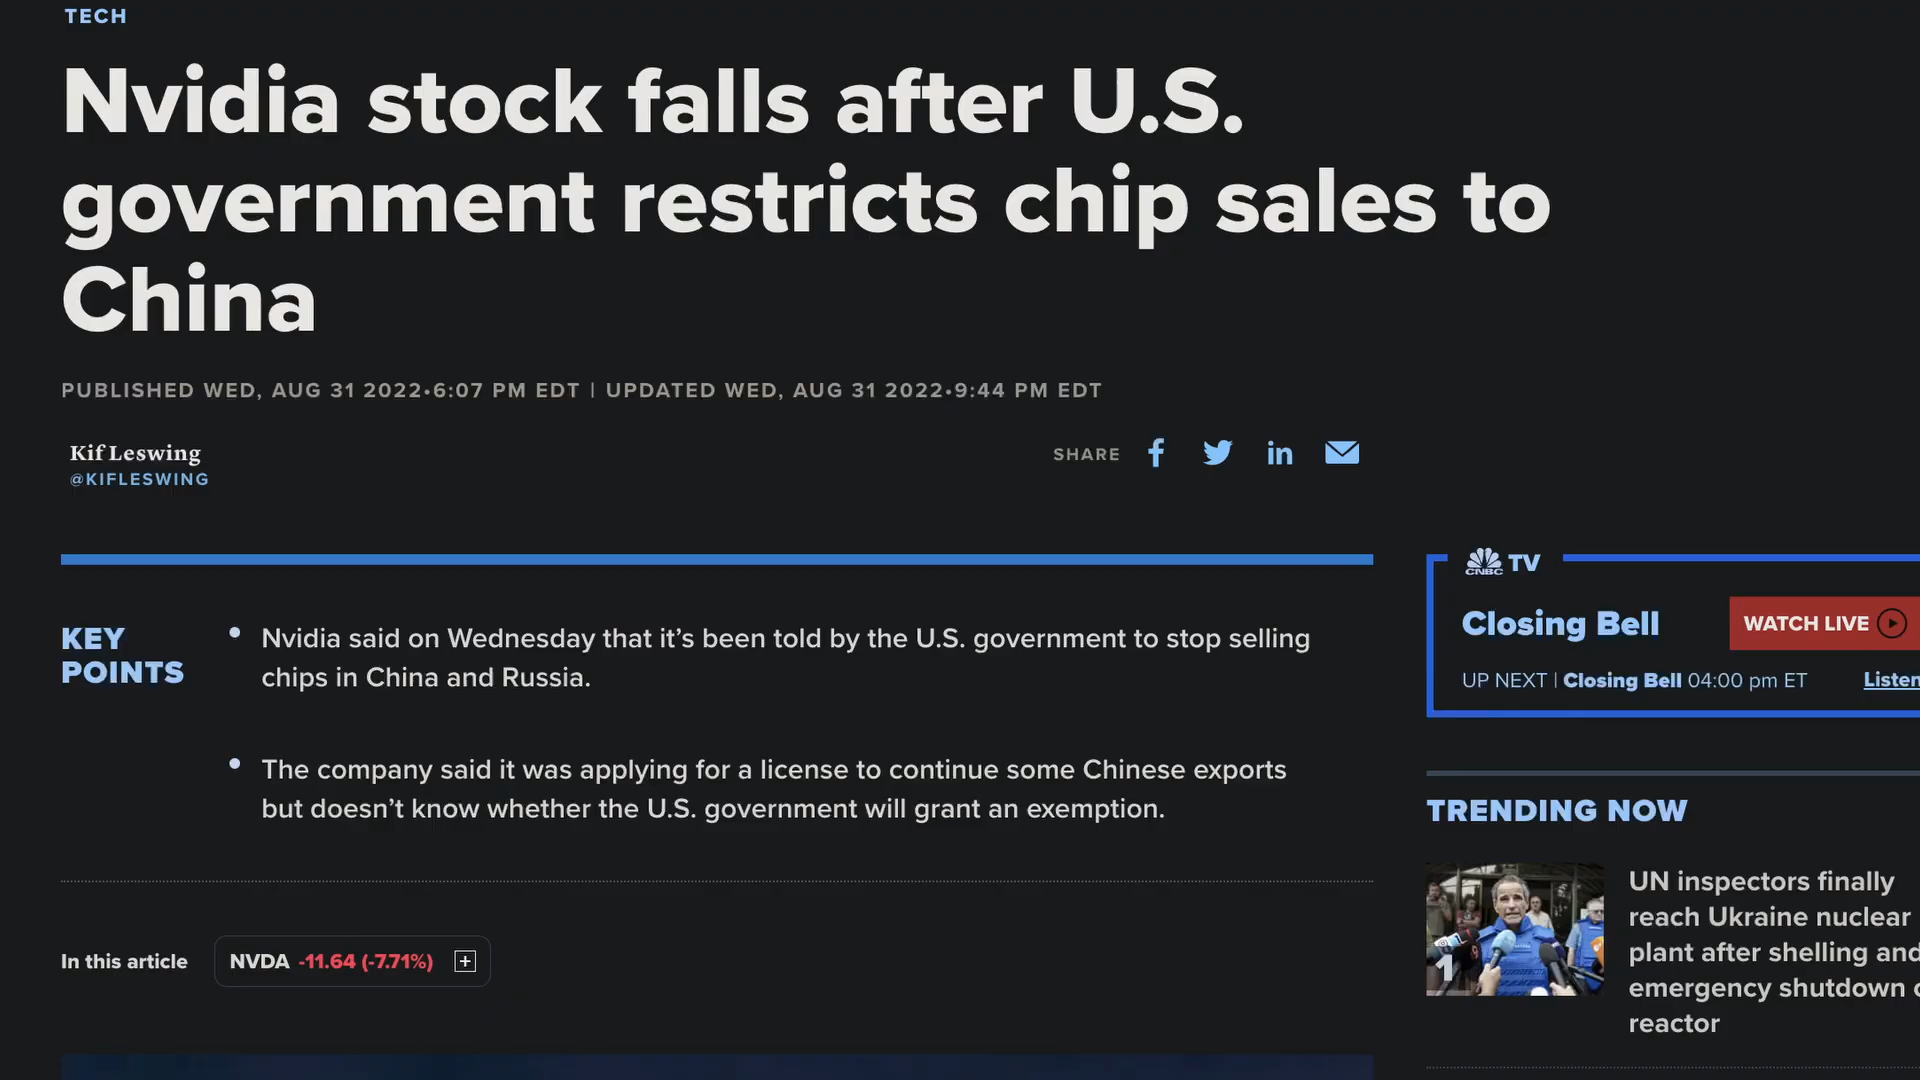 TECH
Nvidia stock falls after U.S.
government restricts chip sales to
China
PUBLISHED WED, AUG 31 2022•6:07 PM EDT | UPDATED WED, AUG 31 2022•9:44 PM EDT
Kif Leswing
@KIFLESWING
SHARE
in
KEY
POINTS
Nvidia said on Wednesday that it’s been told by the U.S. government to stop selling
chips in China and Russia.
The company said it was applying for a license to continue some Chinese exports
but doesn’t know whether the U.S. government will grant an exemption.
In this article
NVDA -11.64 (-7.71%)
CNBC TV
Closing Bell
WATCH LIVE
UP NEXT | Closing Bell 04:00 pm ET
Listen
TRENDING NOW
1
UN inspectors finally
reach Ukraine nuclear
plant after shelling and
emergency shutdown
reactor